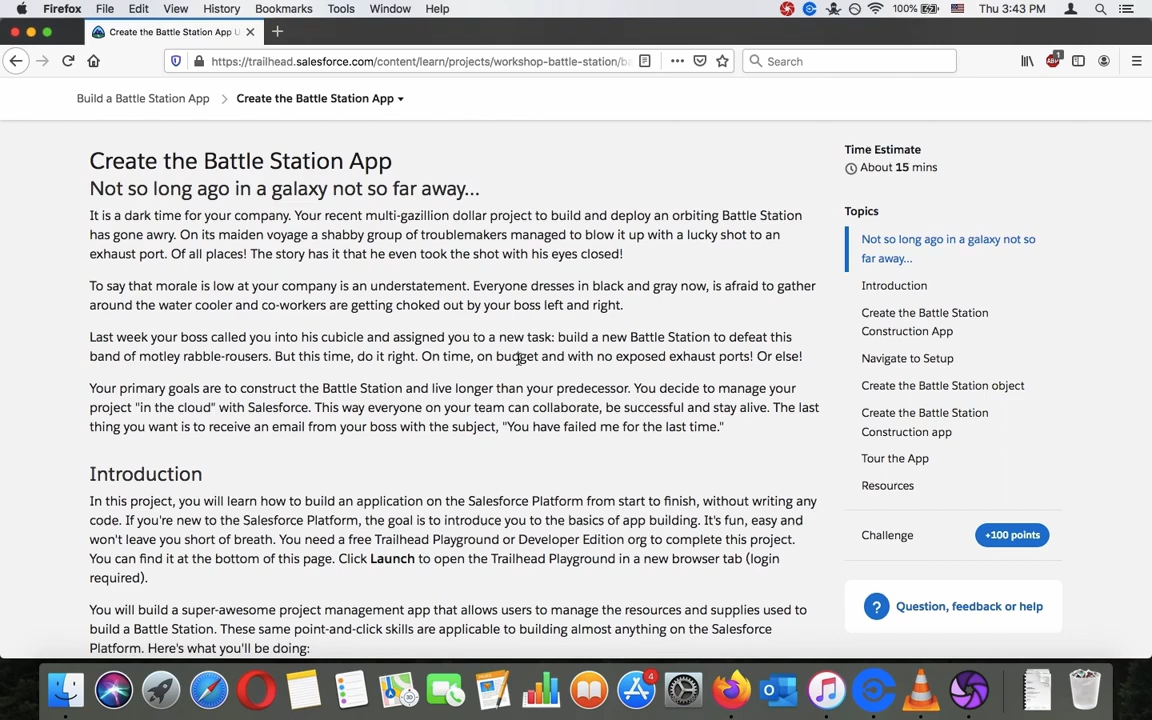 Firefox File Edit View History Bookmarks Tools Window Help 100% Thu 3:43 PM
Create the Battle Station App U
https://trailhead.salesforce.com/content/learn/projects/workshop-battle-station/ba
Search
ABP
1
Build a Battle Station App > Create the Battle Station App
Create the Battle Station App
Not so long ago in a galaxy not so far away...
It is a dark time for your company. Your recent multi-gazillion dollar project to build and deploy an orbiting Battle Station
has gone awry. On its maiden voyage a shabby group of troublemakers managed to blow it up with a lucky shot to an
exhaust port. Of all places! The story has it that he even took the shot with his eyes closed!
To say that morale is low at your company is an understatement. Everyone dresses in black and gray now, is afraid to gather
around the water cooler and co-workers are getting choked out by your boss left and right.
Last week your boss called you into his cubicle and assigned you to a new task: build a new Battle Station to defeat this
band of motley rabble-rousers. But this time, do it right. On time, on budget and with no exposed exhaust ports! Or else!
Your primary goals are to construct the Battle Station and live longer than your predecessor. You decide to manage your
project "in the cloud" with Salesforce. This way everyone on your team can collaborate, be successful and stay alive. The last
thing you want is to receive an email from your boss with the subject, "You have failed me for the last time."
Introduction
In this project, you will learn how to build an application on the Salesforce Platform from start to finish, without writing any
code. If you're new to the Salesforce Platform, the goal is to introduce you to the basics of app building. It's fun, easy and
won't leave you short of breath. You need a free Trailhead Playground or Developer Edition org to complete this project.
You can find it at the bottom of this page. Click Launch to open the Trailhead Playground in a new browser tab (login
required).
You will build a super-awesome project management app that allows users to manage the resources and supplies used to
build a Battle Station. These same point-and-click skills are applicable to building almost anything on the Salesforce
Platform. Here's what you'll be doing:
Time Estimate
About 15 mins
Topics
Not so long ago in a galaxy not so
far away...
Introduction
Create the Battle Station
Construction App
Navigate to Setup
Create the Battle Station object
Create the Battle Station
Construction app
Tour the App
Resources
Challenge
+100 points
? Question, feedback or help
4